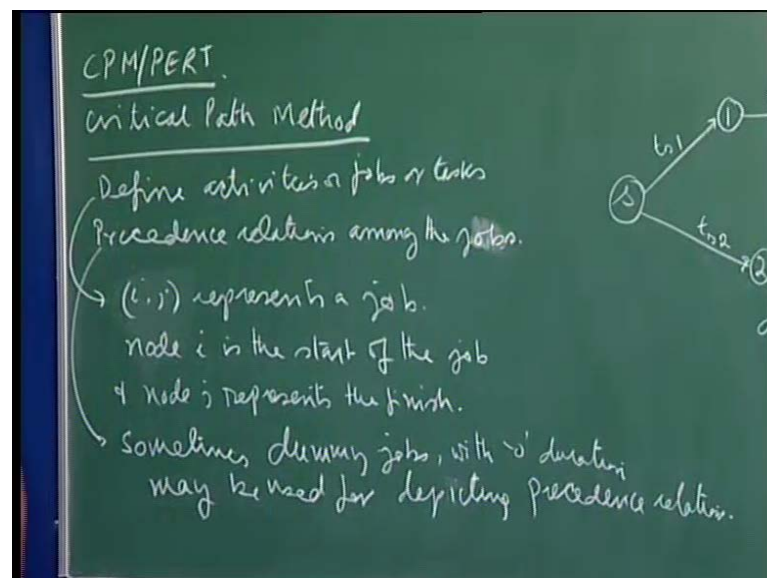 CPM/PERT.
Critical Path Method
Define activities or jobs or tasks
Precedence relations among the jobs.
(i, j) represents a job.
node i is the start of the job
& node j represents the finish.
Sometimes dummy jobs, with '0' duration
may be used for depicting precedence relations.
s
ts1
1
ts2
2